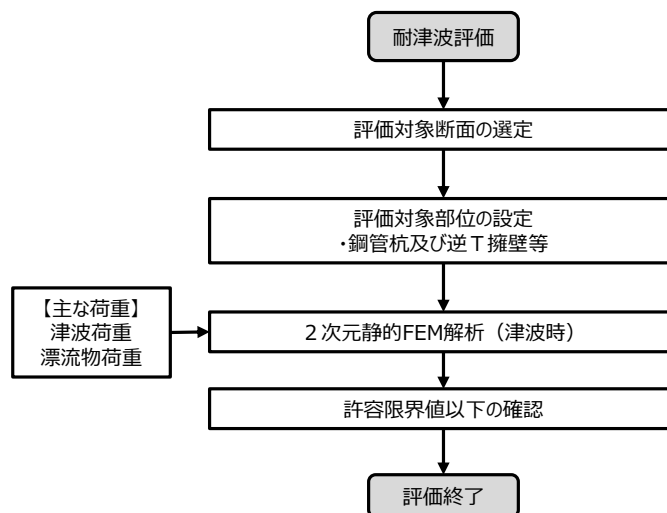 耐津波評価
評価対象断面の選定
評価対象部位の設定
・鋼管杭及び逆T擁壁等
【主な荷重】
津波荷重
漂流物荷重
２次元静的FEM解析（津波時）
許容限界値以下の確認
評価終了